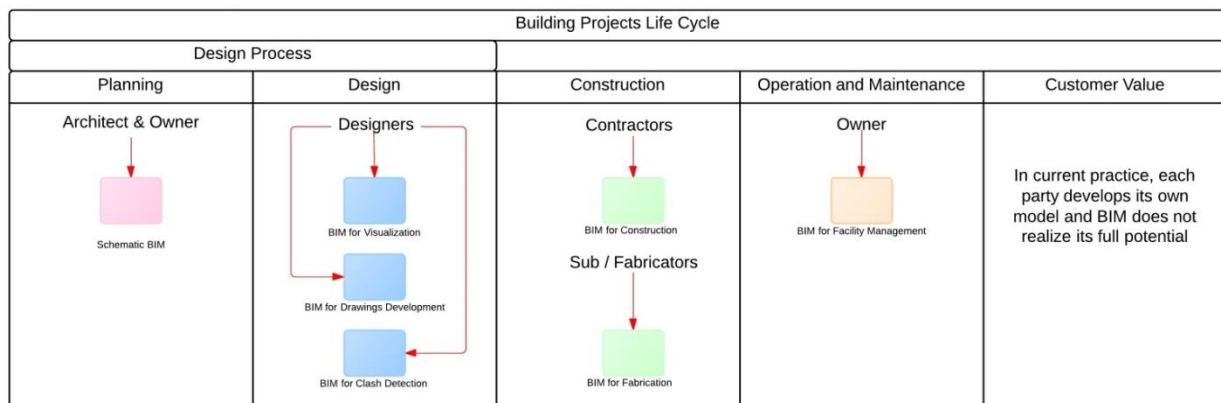 Building Projects Life Cycle
Design Process
Planning
Design
Construction
Operation and Maintenance
Customer Value
Architect & Owner
Schematic BIM
Designers
BIM for Visualization
BIM for Drawings Development
BIM for Clash Detection
Contractors
BIM for Construction
Sub / Fabricators
BIM for Fabrication
Owner
BIM for Facility Management
In current practice, each
party develops its own
model and BIM does not
realize its full potential